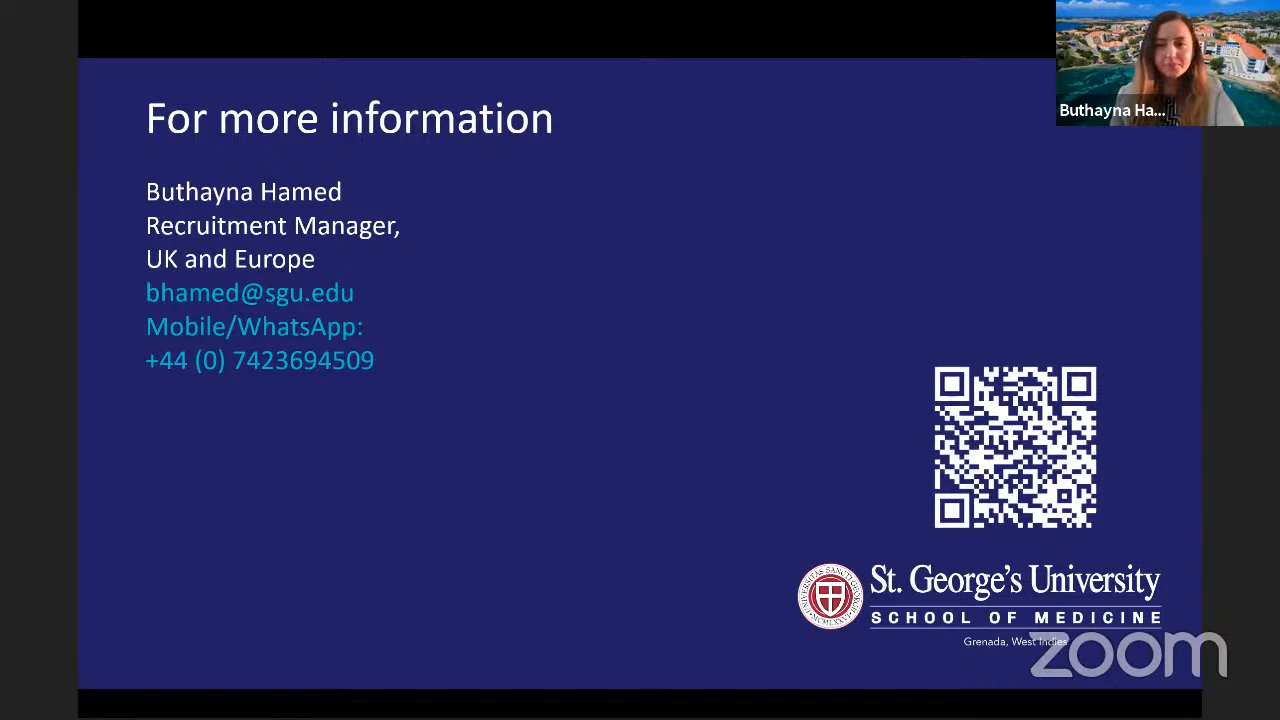 For more information
Buthayna Hamed
Recruitment Manager,
UK and Europe
bhamed@sgu.edu
Mobile/WhatsApp:
+44 (0) 7423694509
Buthayna Ha...
St. George's University
SCHOOL OF MEDICINE
Grenada, West Indies
zoom